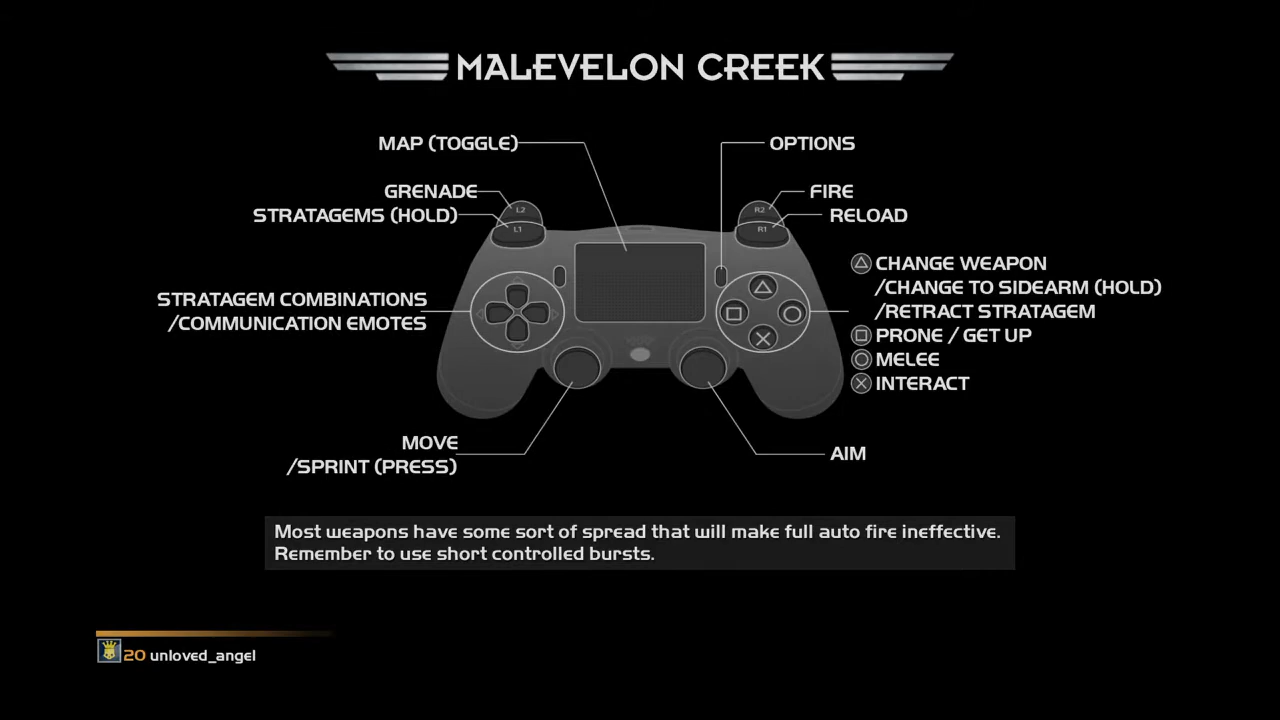 MALEVELON CREEK
MAP (TOGGLE)
OPTIONS
GRENADE
FIRE
STRATAGEMS (HOLD)
RELOAD
L2
L1
R2
R1
CHANGE WEAPON
/CHANGE TO SIDEARM (HOLD)
/RETRACT STRATAGEM
PRONE / GET UP
MELEE
INTERACT
STRATAGEM COMBINATIONS
/COMMUNICATION EMOTES
MOVE
/SPRINT (PRESS)
AIM
Most weapons have some sort of spread that will make full auto fire ineffective.
Remember to use short controlled bursts.
20 unloved_angel